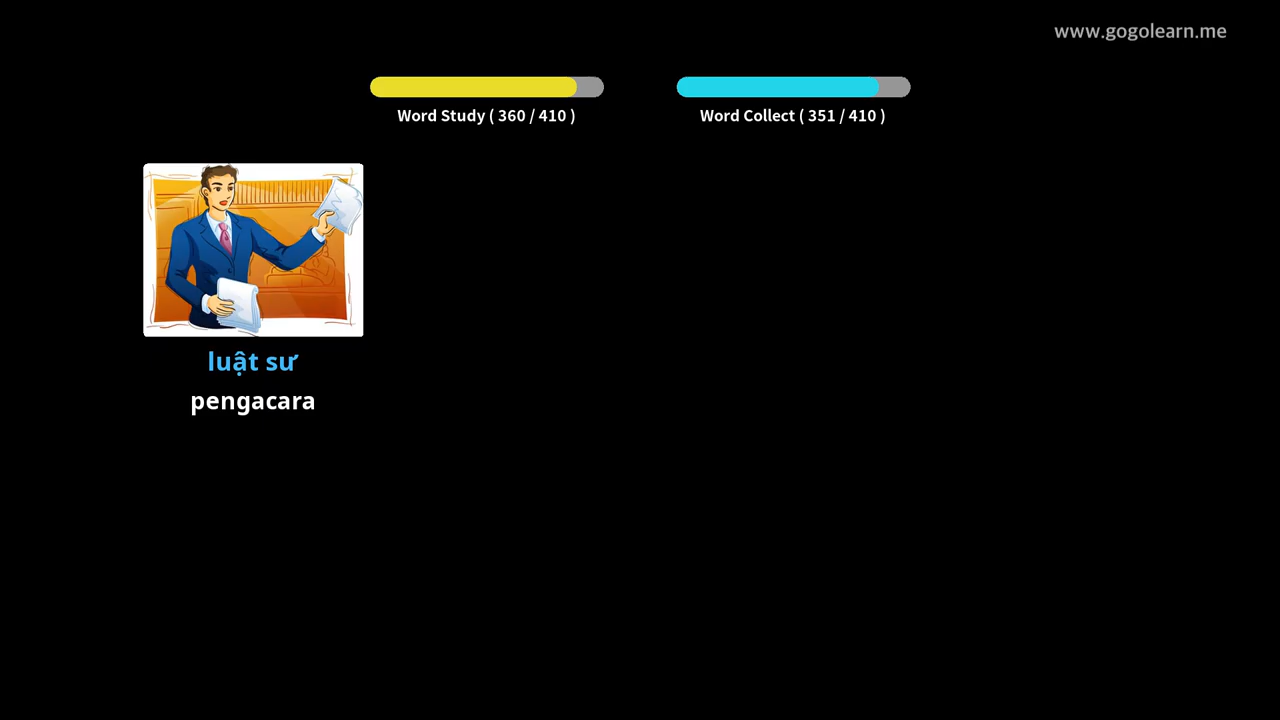 www.gogolearn.me
Word Study ( 360 / 410 )
Word Collect ( 351 / 410 )
luật sư
pengacara